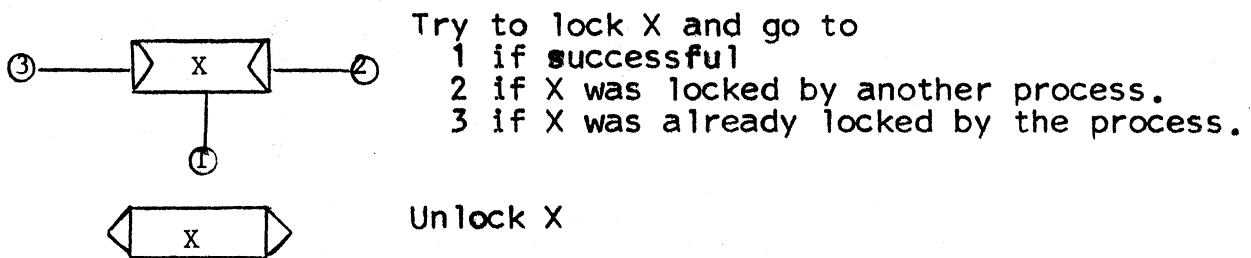 Try to lock X and go to
1 if successful
3 X 2
2 if X was locked by another process.
3 if X was already locked by the process.
1
X
Unlock X